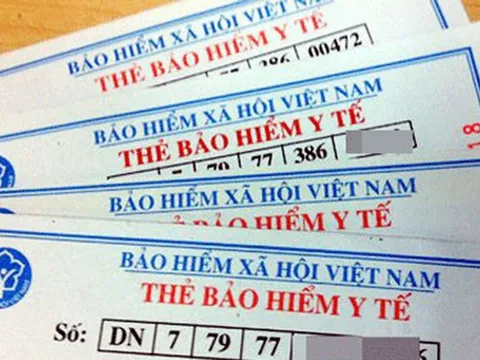 BẢO HIỂM XÃ HỘI VIỆT NAM
THẺ BẢO HIỂM Y TẾ
386 00472
BẢO HIỂM XÃ HỘI VIỆT NAM
THẺ BẢO HIỂM Y TẾ
7 79 77 386
18
BẢO HIỂM XÃ HỘI VIỆT NAM
THẺ BẢO HIỂM Y TẾ
BẢO HIỂM XÃ HỘI VIỆT NAM
THẺ BẢO HIỂM Y TẾ
Số: DN 7 79 77